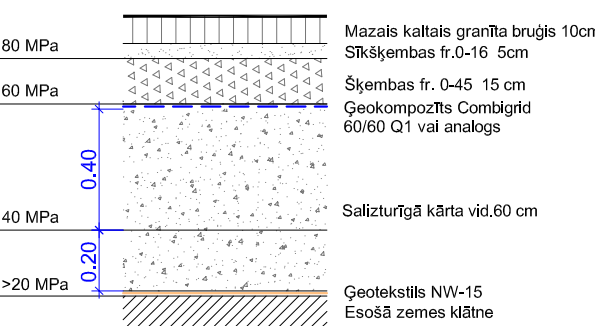 Mazais kaltais granīta bruģis 10cm
80 MPa
Sīkšķembas fr.0-16 5cm
60 MPa
Šķembas fr. 0-45 15 cm
Ģeokompozīts Combigrid
60/60 Q1 vai analogs
0.40
40 MPa
Salizturīgā kārta vid.60 cm
0.20
>20 MPa
Ģeotekstils NW-15
Esošā zemes klātne